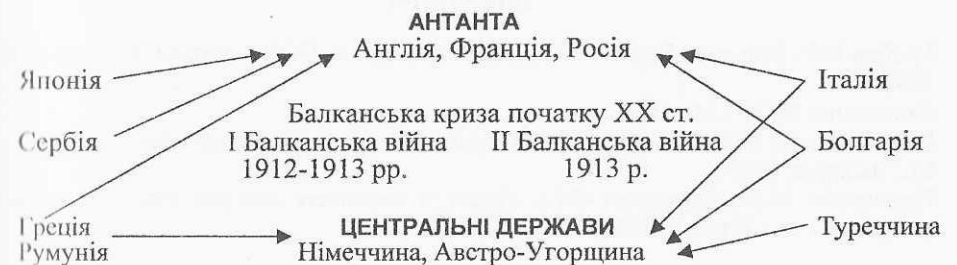 АНТАНТА
Англія, Франція, Росія
Японія
Італія
Балканська криза початку XX ст.
Сербія
І Балканська війна
ІІ Балканська війна
Болгарія
1912-1913 рр.
1913 р.
Греція
ЦЕНТРАЛЬНІ ДЕРЖАВИ
Туреччина
Румунія
Німеччина, Австро-Угорщина